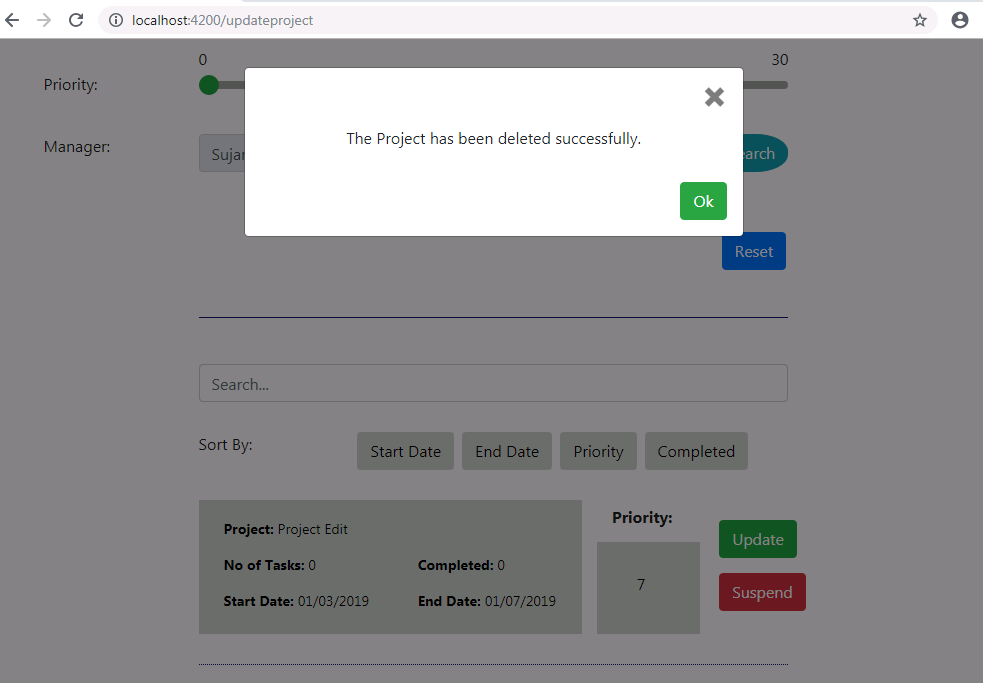 localhost:4200/updateproject
0 30
Priority:
The Project has been deleted successfully.
Manager:
Ok
Reset
Search...
Sort By: Start Date End Date Priority Completed
Project: Project Edit
Priority:
Update
No of Tasks: 0 Completed: 0
7
Suspend
Start Date: 01/03/2019 End Date: 01/07/2019